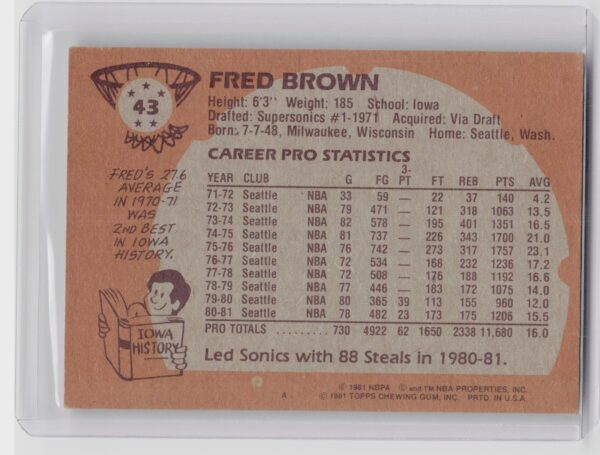 43
FRED BROWN
Height: 6'3" Weight: 185 School: Iowa
Drafted: Supersonics #1-1971 Acquired: Via Draft
Born: 7-7-48, Milwaukee, Wisconsin Home: Seattle, Wash.
CAREER PRO STATISTICS
YEAR CLUB G FG 3-PT FT REB PTS AVG
71-72 Seattle NBA 33 59 — 22 37 140 4.2
72-73 Seattle NBA 79 471 — 121 318 1063 13.5
73-74 Seattle NBA 82 578 — 195 401 1351 16.5
74-75 Seattle NBA 81 737 — 226 343 1700 21.0
75-76 Seattle NBA 76 742 — 273 317 1757 23.1
76-77 Seattle NBA 72 534 — 168 232 1236 17.2
77-78 Seattle NBA 72 508 — 176 188 1192 16.6
78-79 Seattle NBA 77 446 — 183 172 1075 14.0
79-80 Seattle NBA 80 365 39 113 155 960 12.0
80-81 Seattle NBA 78 482 23 173 175 1206 15.5
PRO TOTALS ......... 730 4922 62 1650 2338 11,680 16.0
Led Sonics with 88 Steals in 1980-81.
FRED'S 27.6
AVERAGE
IN 1970-71
WAS
2ND BEST
IN IOWA
HISTORY.
IOWA
HISTORY
© 1981 NBPA © and TM NBA PROPERTIES, INC.
A © 1981 TOPPS CHEWING GUM, INC. PRTD. IN U.S.A.